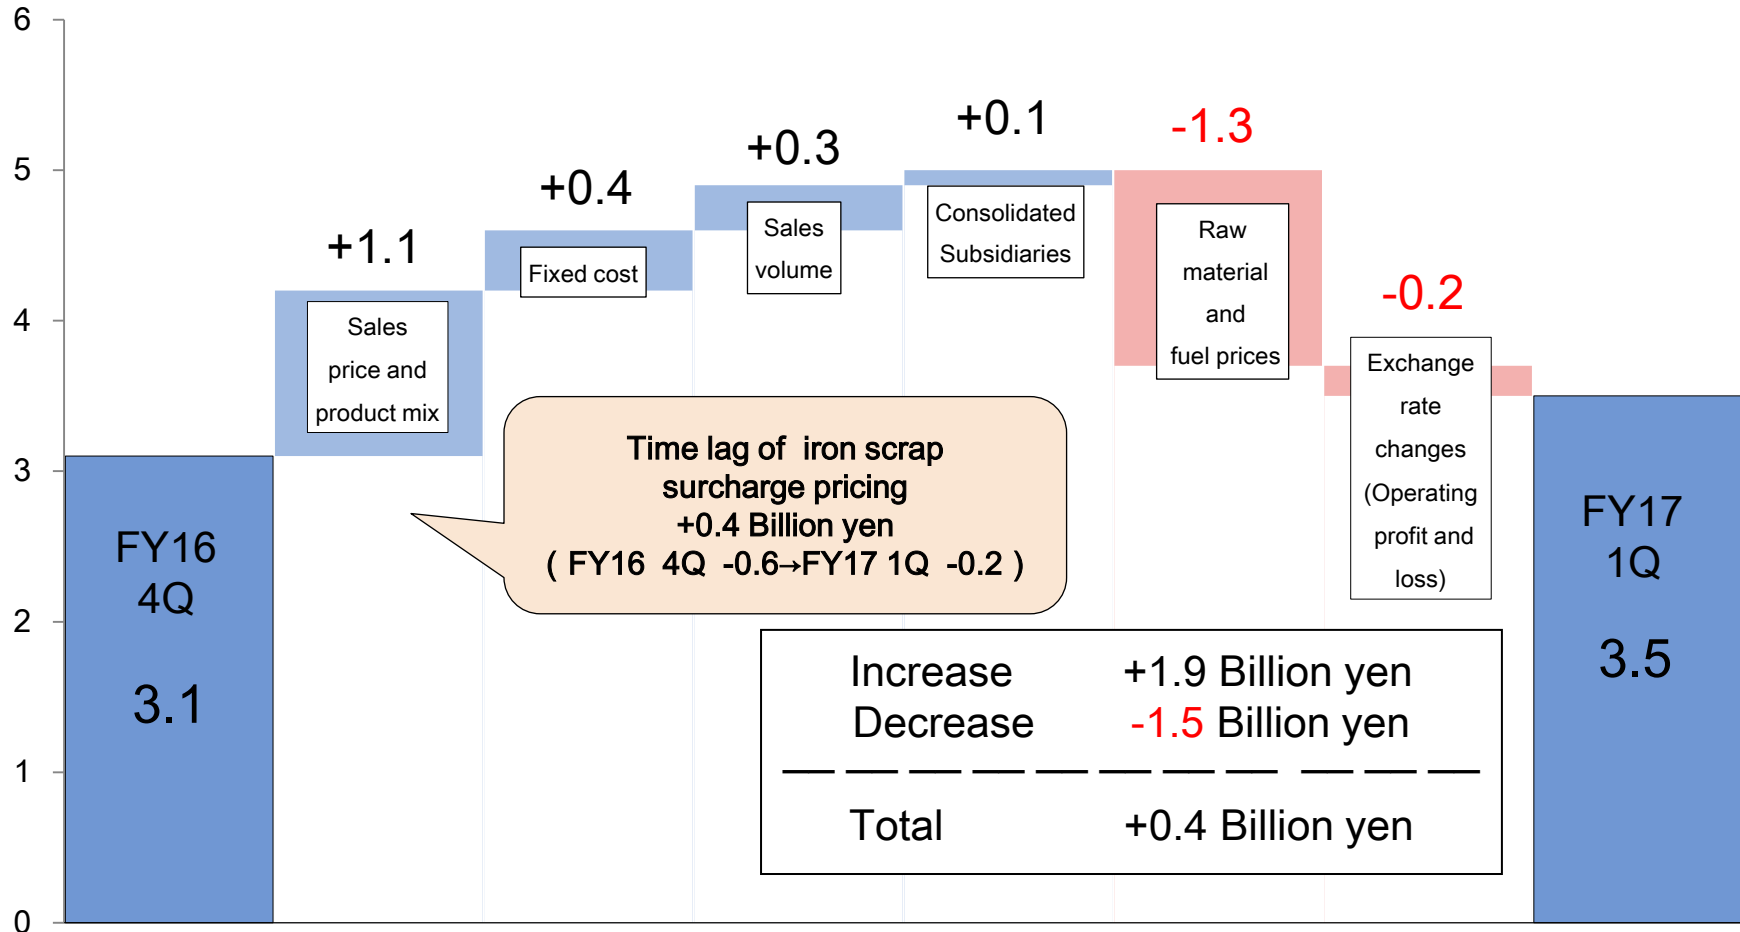 6
5
4
3
2
1
0
FY16
4Q
3.1
+1.1
Sales
price and
product mix
+0.4
Fixed cost
+0.3
Sales
volume
+0.1
Consolidated
Subsidiaries
-1.3
Raw
material
and
fuel prices
-0.2
Exchange
rate
changes
(Operating
profit and
loss)
FY17
1Q
3.5
Time lag of iron scrap
surcharge pricing
+0.4 Billion yen
( FY16 4Q -0.6→FY17 1Q -0.2 )
Increase +1.9 Billion yen
Decrease -1.5 Billion yen
Total +0.4 Billion yen